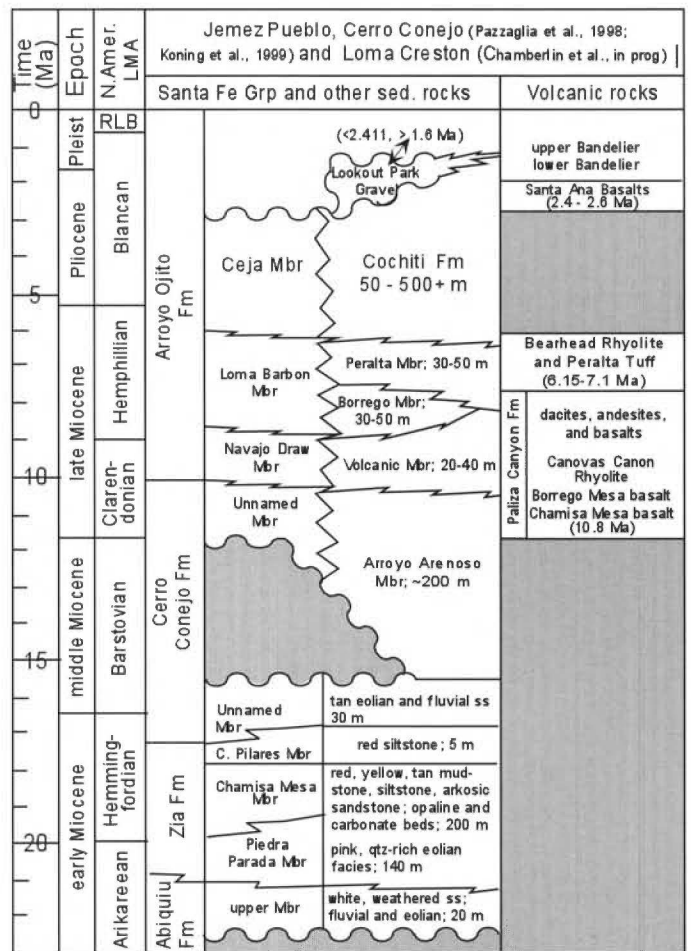 Jemez Pueblo, Cerro Conejo (Pazzaglia et al., 1998;
Koning et al., 1999) and Loma Creston (Chamberlin et al., in prog)
Time
(Ma)
Epoch
N.Amer.
LMA
Santa Fe Grp and other sed. rocks
Volcanic rocks
0
5
10
15
20
Pleist
Pliocene
late Miocene
middle Miocene
early Miocene
RLB
Blancan
Hemphillian
Claren-
donian
Barstovian
Hemming-
fordian
Arikareean
Arroyo Ojito
Fm
Cerro
Conejo Fm
Zia Fm
Abiquiu
Fm
(<2.411, > 1.6 Ma)
Lookout Park
Gravel
Ceja Mbr
Cochiti Fm
50 - 500+ m
Loma Barbon
Mbr
Peralta Mbr; 30-50 m
Borrego Mbr;
30-50 m
Navajo Draw
Mbr
Volcanic Mbr; 20-40 m
Unnamed
Mbr
Arroyo Arenoso
Mbr; ~200 m
Unnamed
Mbr
tan eolian and fluvial ss
30 m
C. Pilares Mbr
red siltstone; 5 m
Chamisa Mesa
Mbr
red, yellow, tan mud-
stone, siltstone, arkosic
sandstone; opaline and
carbonate beds; 200 m
Piedra
Parada Mbr
pink, qtz-rich eolian
facies; 140 m
upper Mbr
white, weathered ss;
fluvial and eolian; 20 m
upper Bandelier
lower Bandelier
Santa Ana Basalts
(2.4 - 2.6 Ma)
Bearhead Rhyolite
and Peralta Tuff
(6.15-7.1 Ma)
Paliza Canyon Fm
dacites, andesites,
and basalts
Canovas Canon
Rhyolite
Borrego Mesa basalt
Chamisa Mesa basalt
(10.8 Ma)